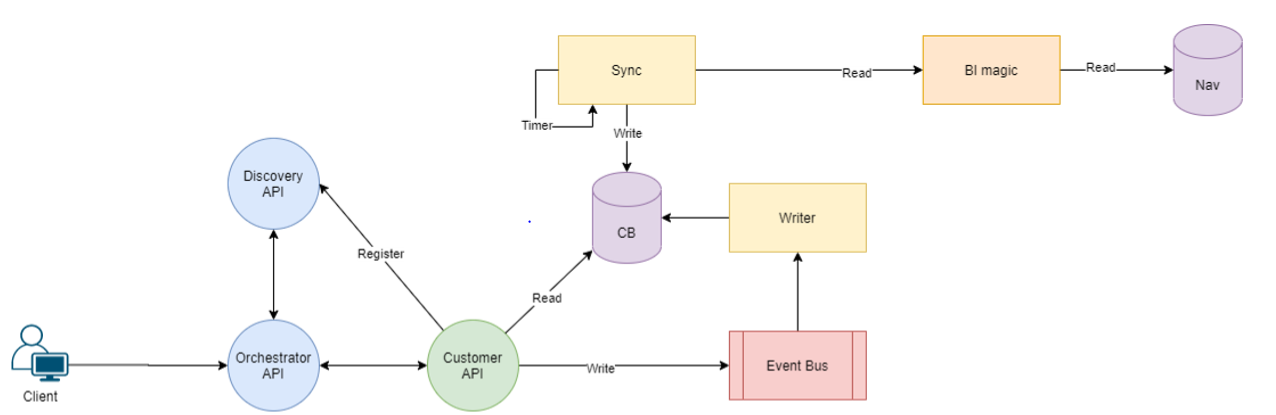 Sync
Read
BI magic
Read
Nav
Timer
Write
Discovery
API
CB
Writer
Register
Read
Client
Orchestrator
API
Customer
API
Write
Event Bus